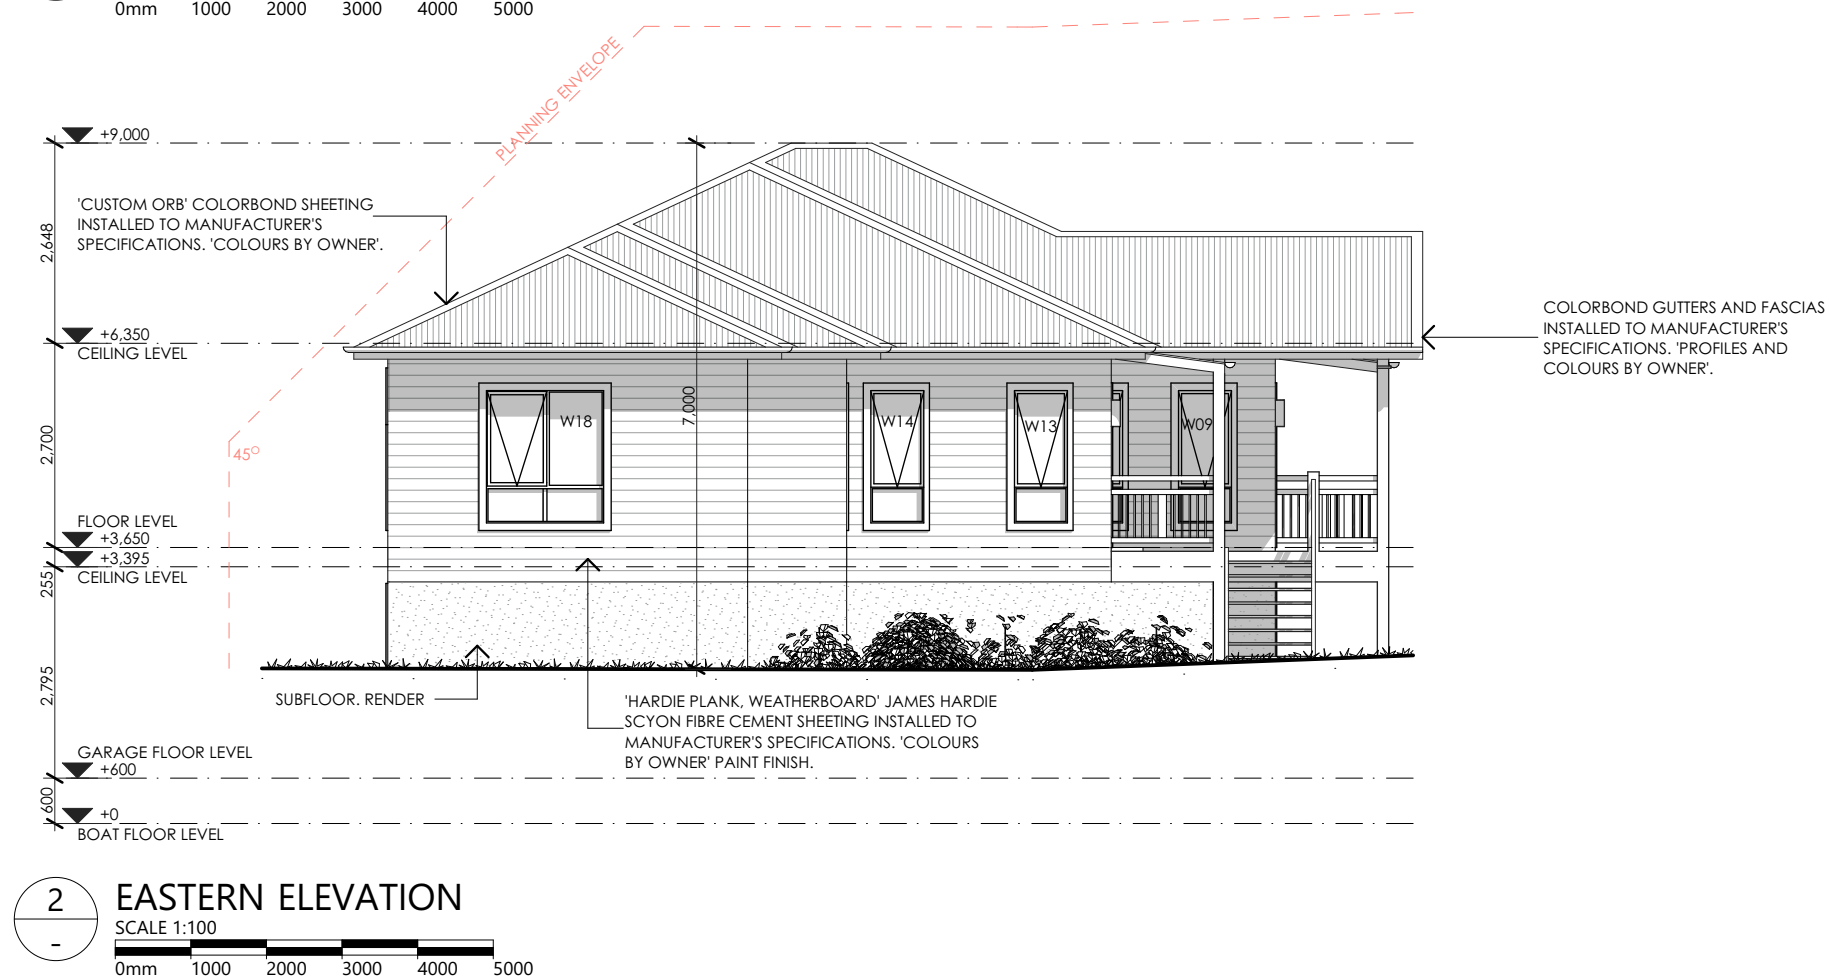 0mm 1000 2000 3000 4000 5000
PLANNING ENVELOPE
+9,000
'CUSTOM ORB' COLORBOND SHEETING
INSTALLED TO MANUFACTURER'S
SPECIFICATIONS. 'COLOURS BY OWNER'.
2,648
COLORBOND GUTTERS AND FASCIAS
INSTALLED TO MANUFACTURER'S
SPECIFICATIONS. 'PROFILES AND
COLOURS BY OWNER'.
+6,350
CEILING LEVEL
7,000
W18
W14
W13
W09
2,700
45°
FLOOR LEVEL
+3,650
+3,395
CEILING LEVEL
255
2,795
SUBFLOOR. RENDER
'HARDIE PLANK, WEATHERBOARD' JAMES HARDIE
SCYON FIBRE CEMENT SHEETING INSTALLED TO
MANUFACTURER'S SPECIFICATIONS. 'COLOURS
BY OWNER' PAINT FINISH.
GARAGE FLOOR LEVEL
+600
600
+0
BOAT FLOOR LEVEL
2
-
EASTERN ELEVATION
SCALE 1:100
0mm 1000 2000 3000 4000 5000